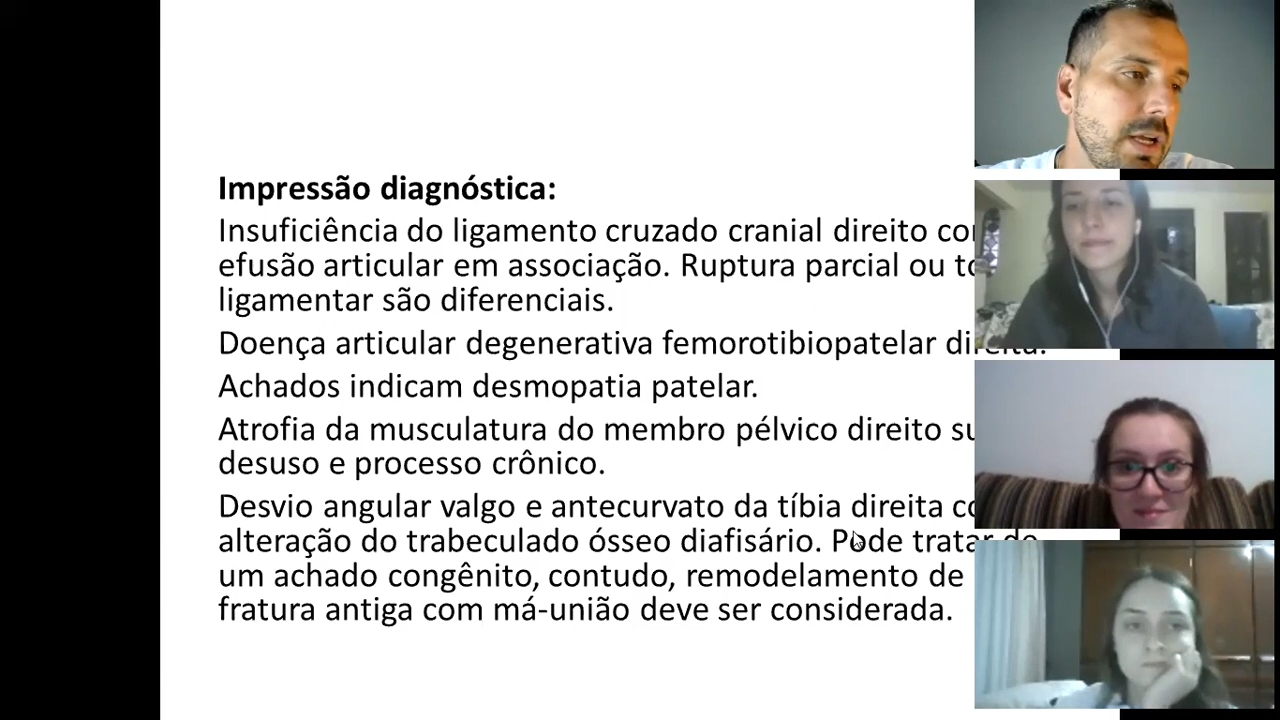 Impressão diagnóstica:
Insuficiência do ligamento cruzado cranial direito
efusão articular em associação. Ruptura parcial ou
ligamentar são diferenciais.
Doença articular degenerativa femorotibiopatelar direita.
Achados indicam desmopatia patelar.
Atrofia da musculatura do membro pélvico direito
desuso e processo crônico.
Desvio angular valgo e antecurvato da tíbia direita
alteração do trabeculado ósseo diafisário. Pode tratar de
um achado congênito, contudo, remodelamento de
fratura antiga com má-união deve ser considerada.